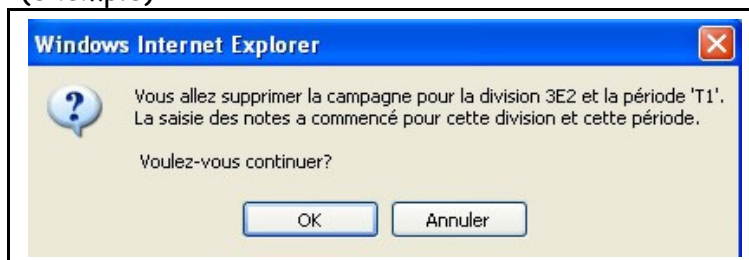 Windows Internet Explorer
Vous allez supprimer la campagne pour la division 3E2 et la période 'T1'.
La saisie des notes a commencé pour cette division et cette période.
Voulez-vous continuer?
OK Annuler